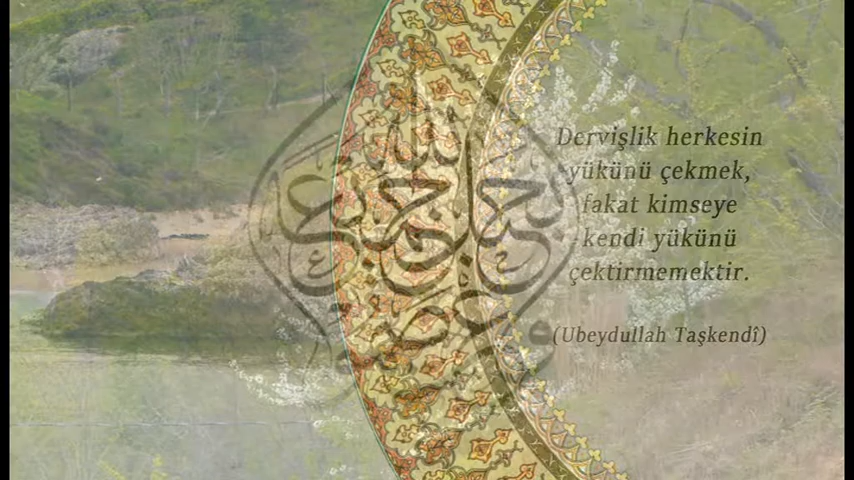 Dervişlik herkesin
yükünü çekmek,
fakat kimseye
kendi yükünü
çektirmemektir.
(Ubeydullah Taşkendî)